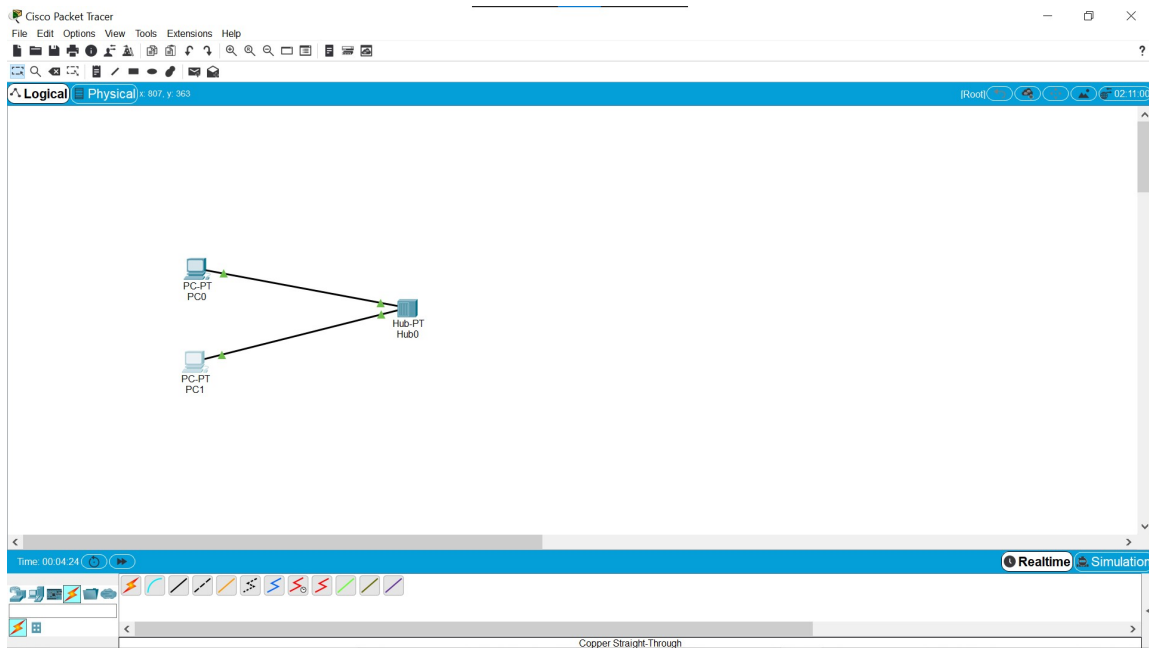 Cisco Packet Tracer
File Edit Options View Tools Extensions Help
?
Logical Physical x: 807, y: 363 [Root] 02:11:00
PC-PT
PC0
Hub-PT
Hub0
PC-PT
PC1
Time: 00:04:24 Realtime Simulation
Copper Straight-Through